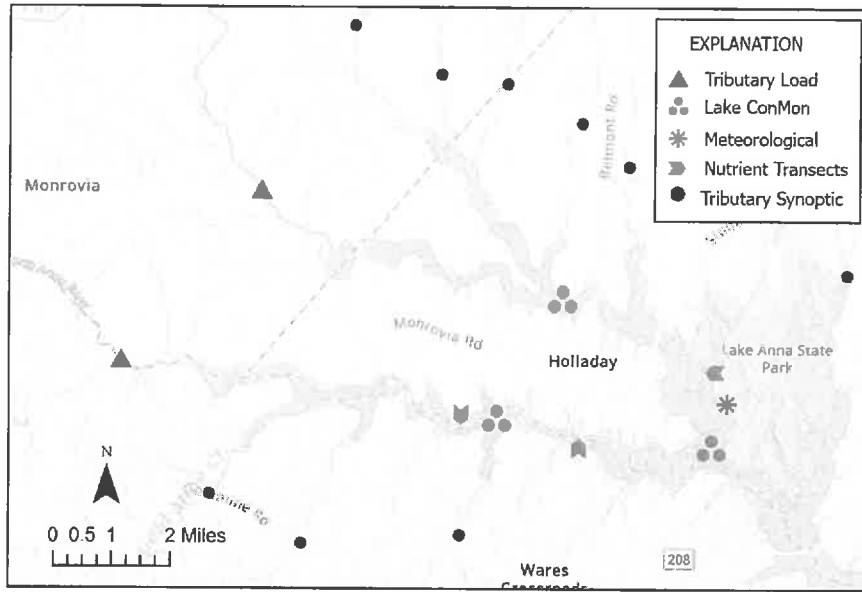 EXPLANATION
Tributary Load
Lake ConMon
Meteorological
Nutrient Transects
Tributary Synoptic
Belmont Rd
Monrovia
Monrovia Rd
Holladay
Lake Anna State
Park
N
0 0.5 1 2 Miles
Rd
208
Wares